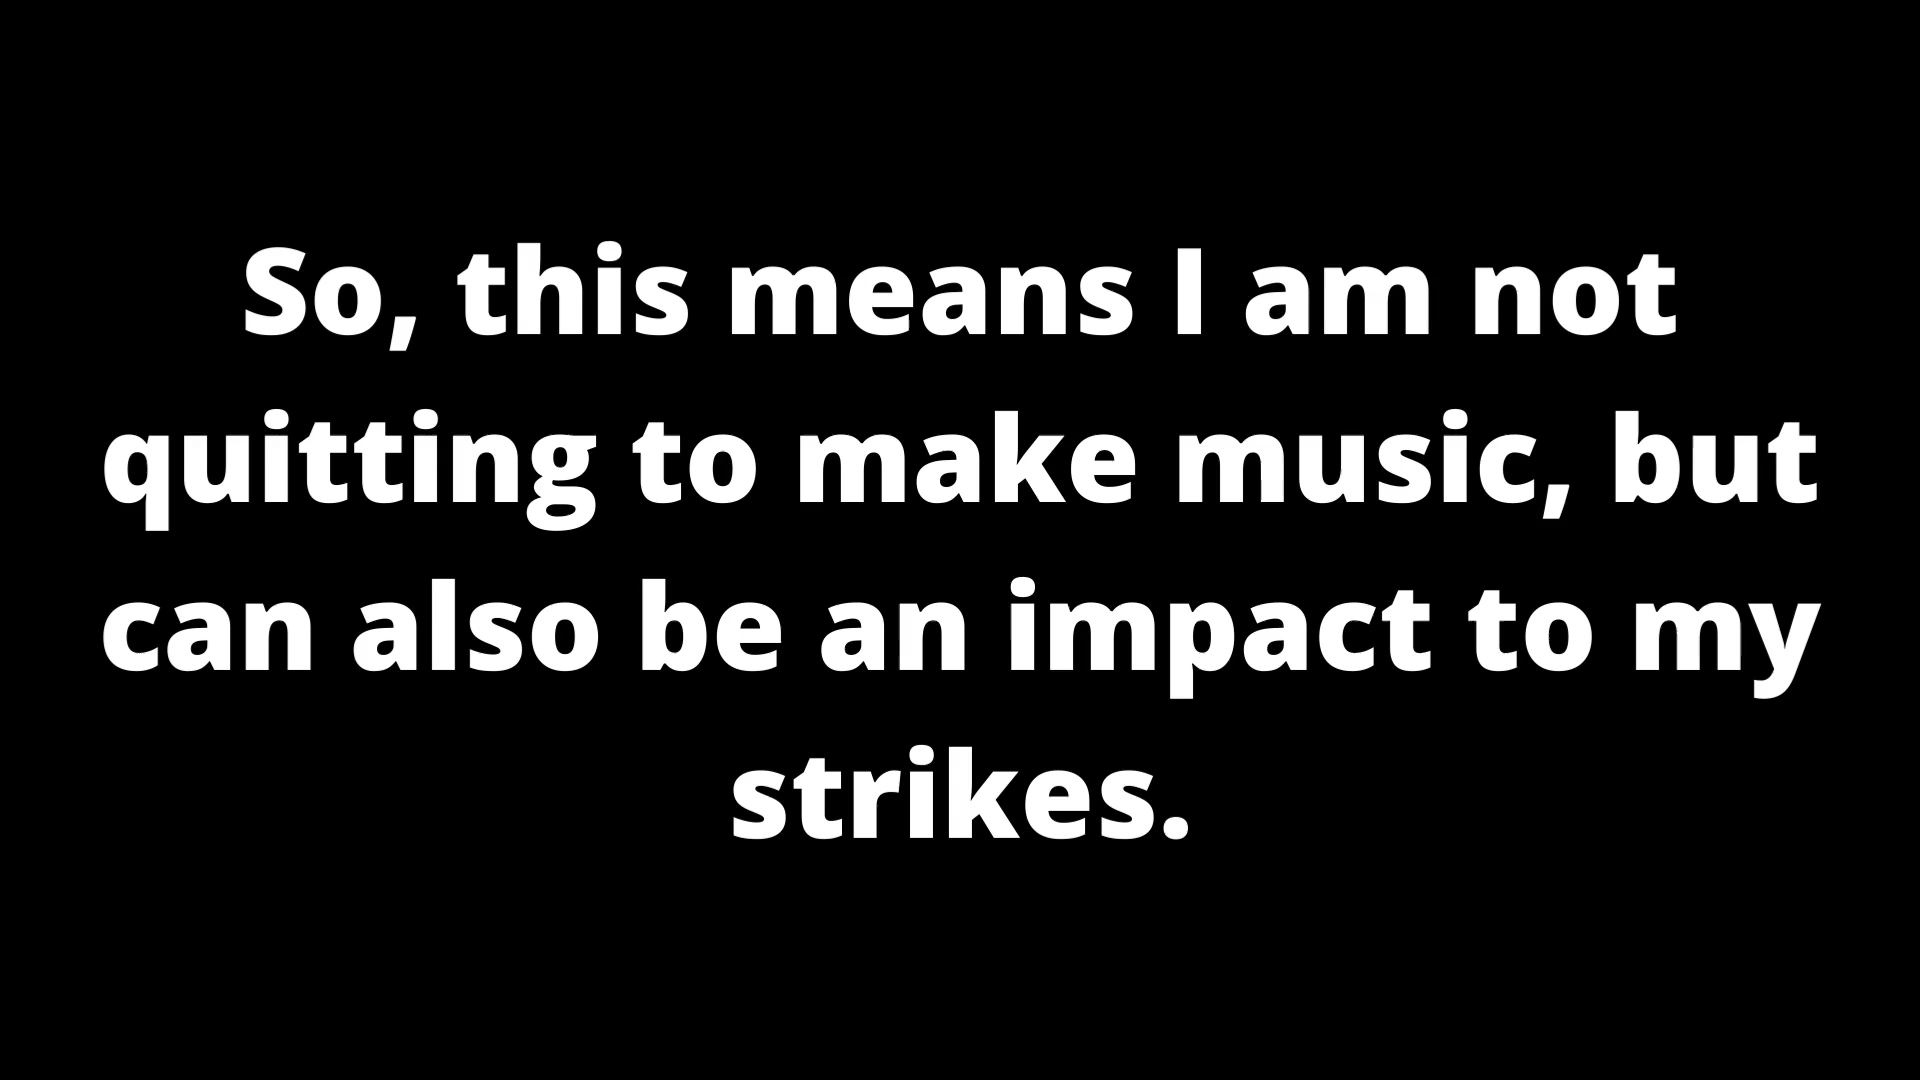 So, this means I am not
quitting to make music, but
can also be an impact to my
strikes.